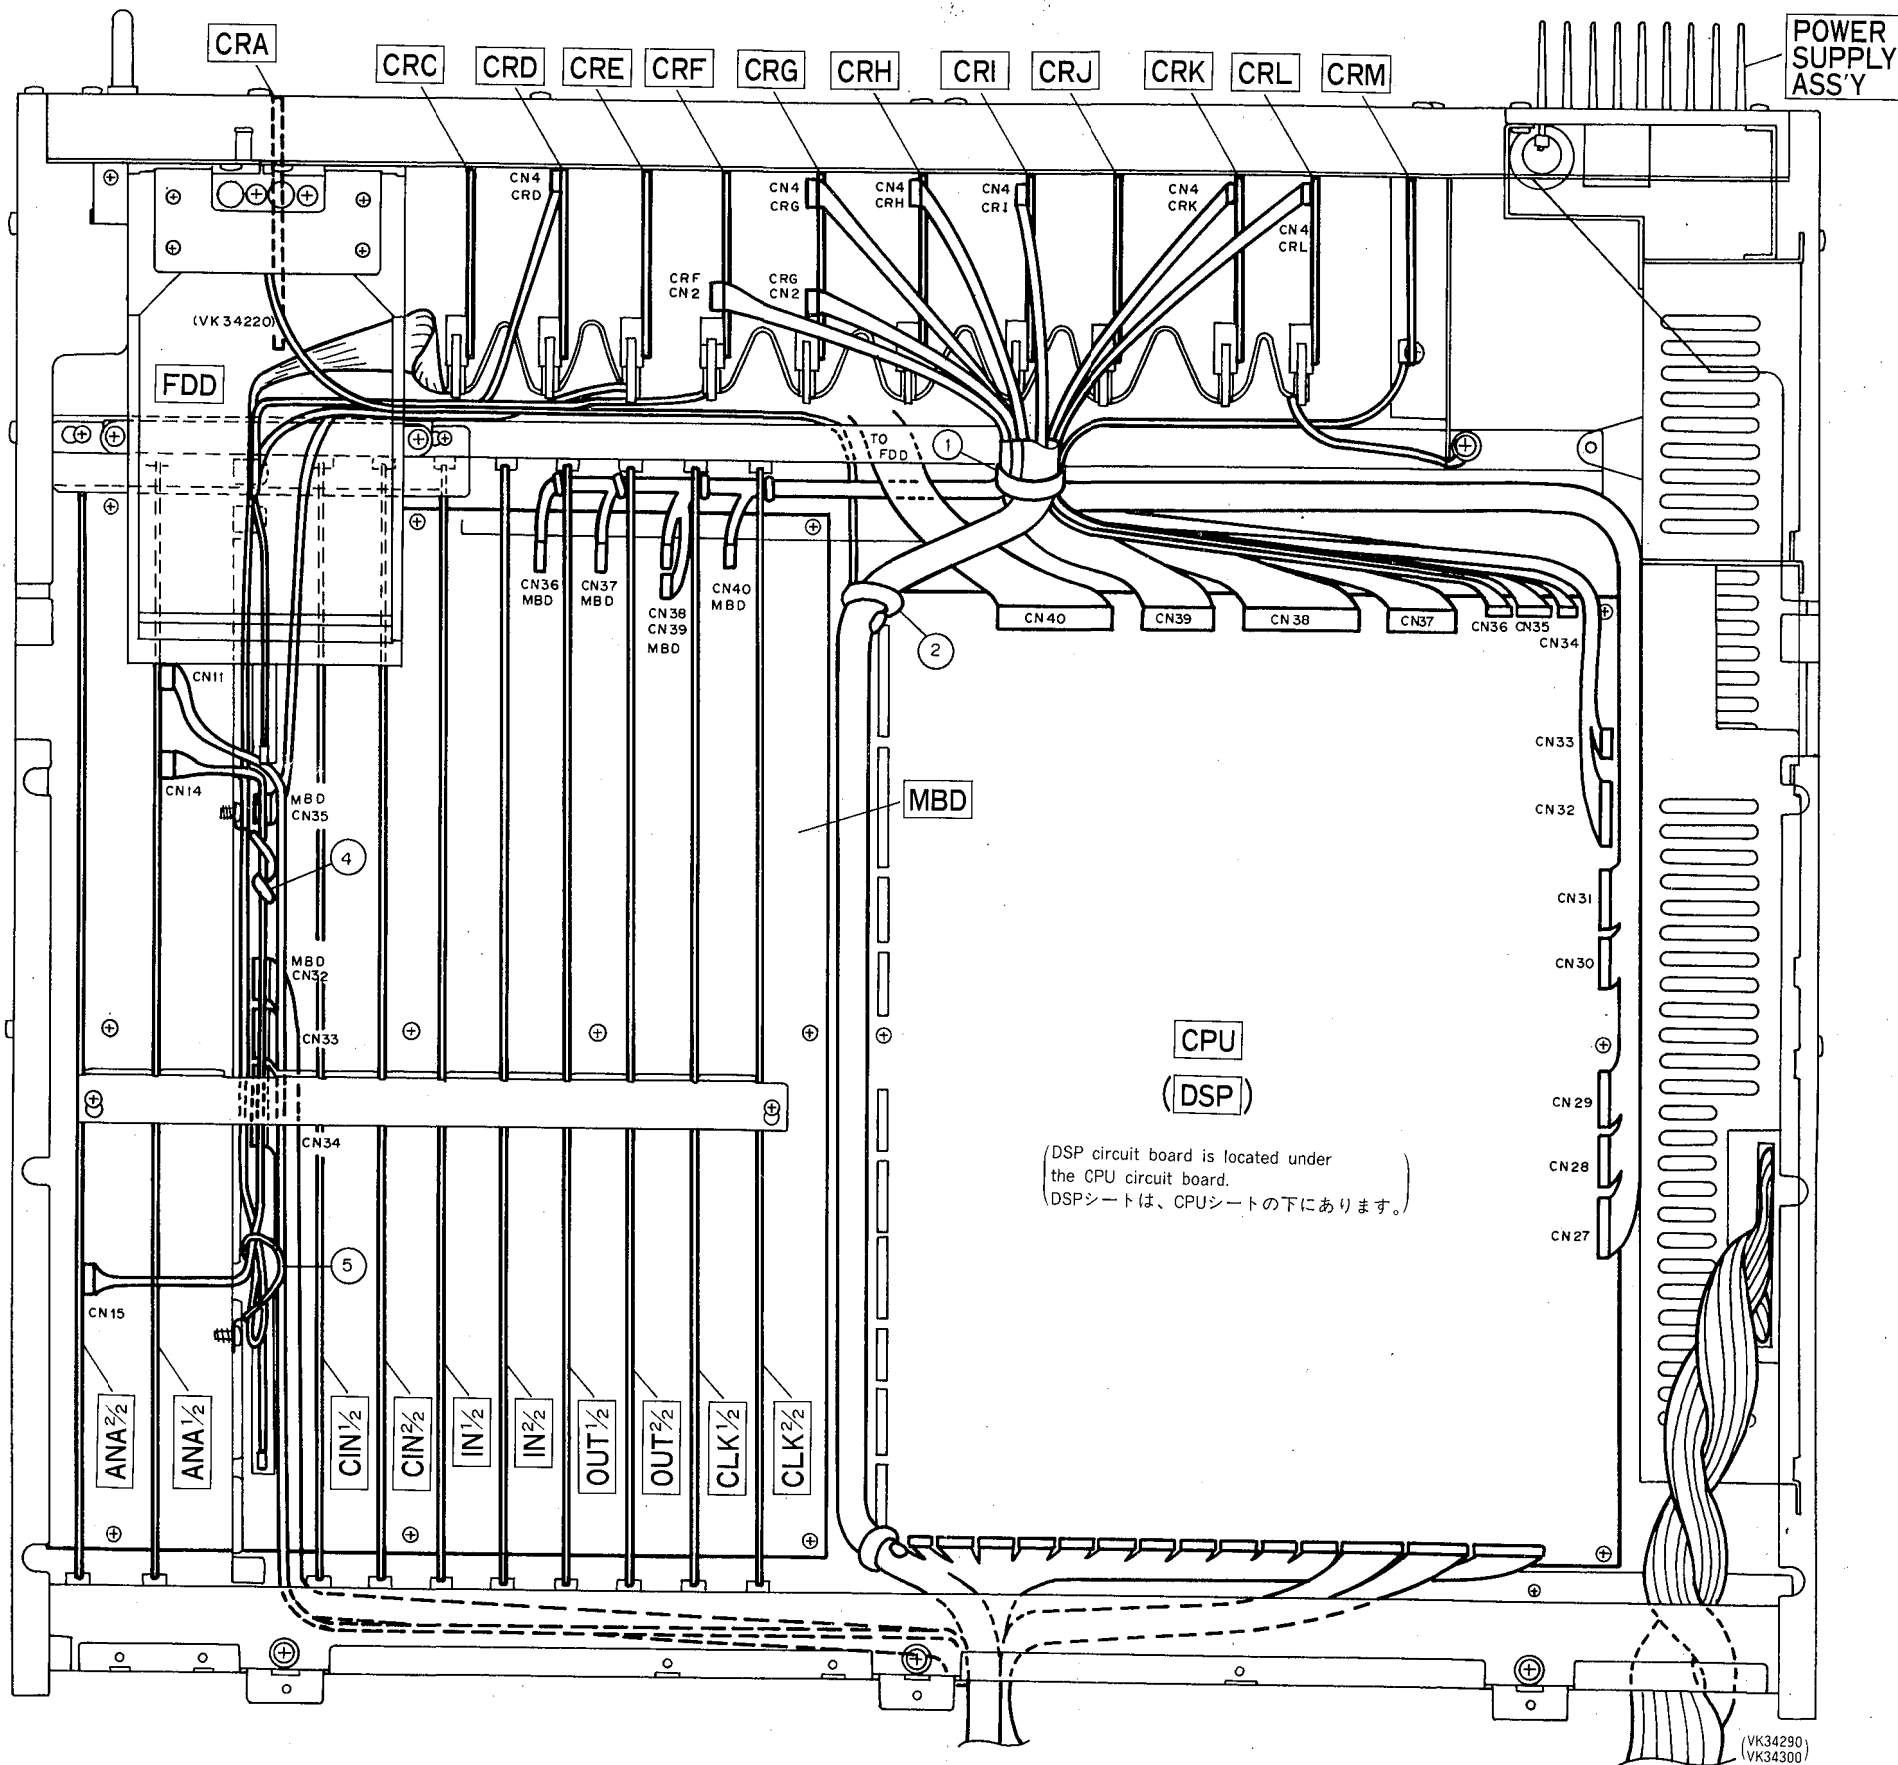 CRA
CRC
CRD
CRE
CRF
CRG
CRH
CRI
CRJ
CRK
CRL
CRM
POWER
SUPPLY
ASS'Y
CN4
CRD
CN4
CRG
CN4
CRH
CN4
CRI
CN4
CRK
CN4
CRL
CRF
CN2
CRG
CN2
(VK34220)
FDD
TO
FDD
1
CN36
MBD
CN37
MBD
CN38
CN39
MBD
CN40
MBD
2
CN40
CN39
CN38
CN37
CN36
CN35
CN34
CN11
CN14
MBD
CN35
4
MBD
CN33
CN32
CN31
CN30
MBD
CN32
CN33
CN34
CPU
(DSP)
(DSP circuit board is located under
the CPU circuit board.
DSPシートは、CPUシートの下にあります。)
CN29
CN28
CN27
5
CN15
ANA2/2
ANA1/2
CIN1/2
CIN2/2
IN1/2
IN2/2
OUT1/2
OUT2/2
CLK1/2
CLK2/2
(VK34290
VK34300)